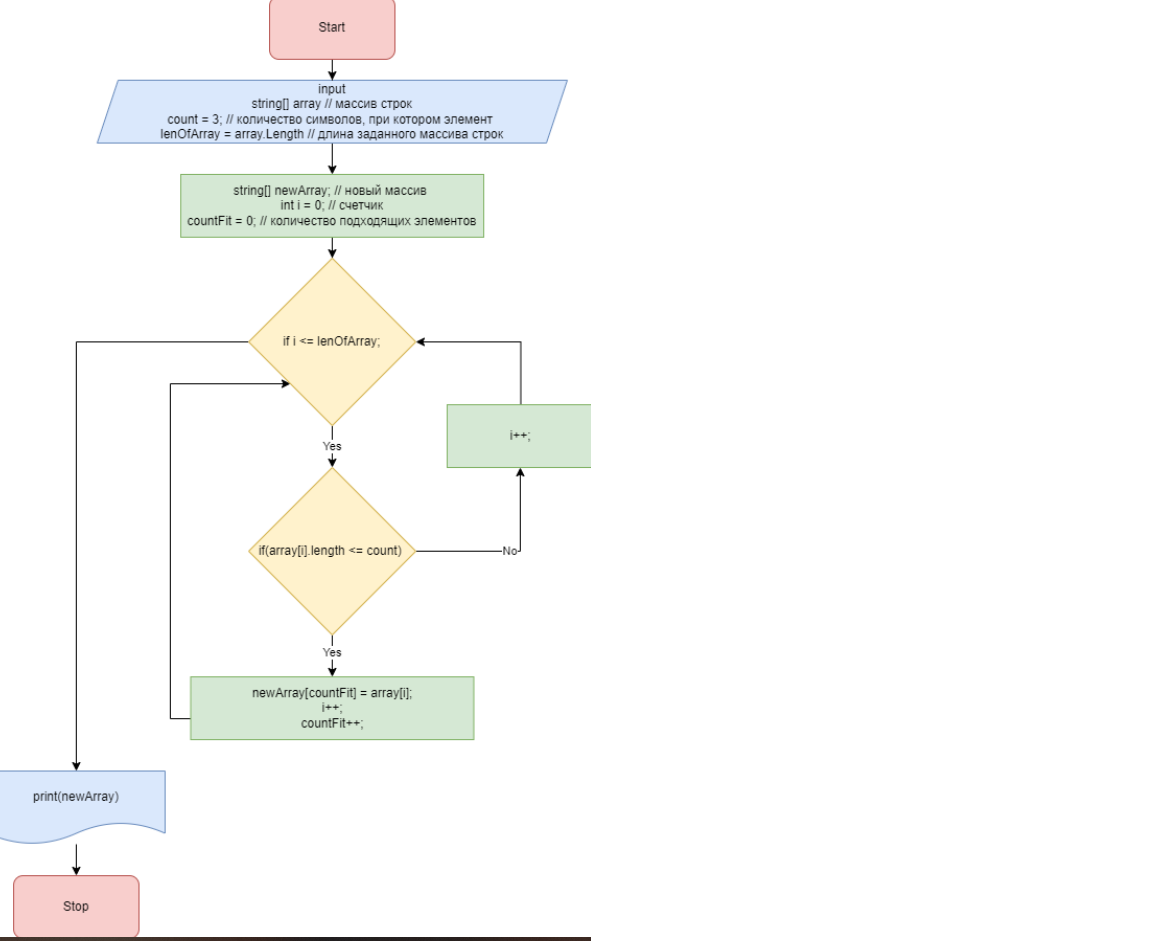 Start
input
string[] array // массив строк
count = 3; // количество символов, при котором элемент
lenOfArray = array.Length // длина заданного массива строк
string[] newArray; // новый массив
int i = 0; // счетчик
countFit = 0; // количество подходящих элементов
if i <= lenOfArray;
i++;
Yes
if(array[i].length <= count)
No
Yes
newArray[countFit] = array[i];
i++;
countFit++;
print(newArray)
Stop